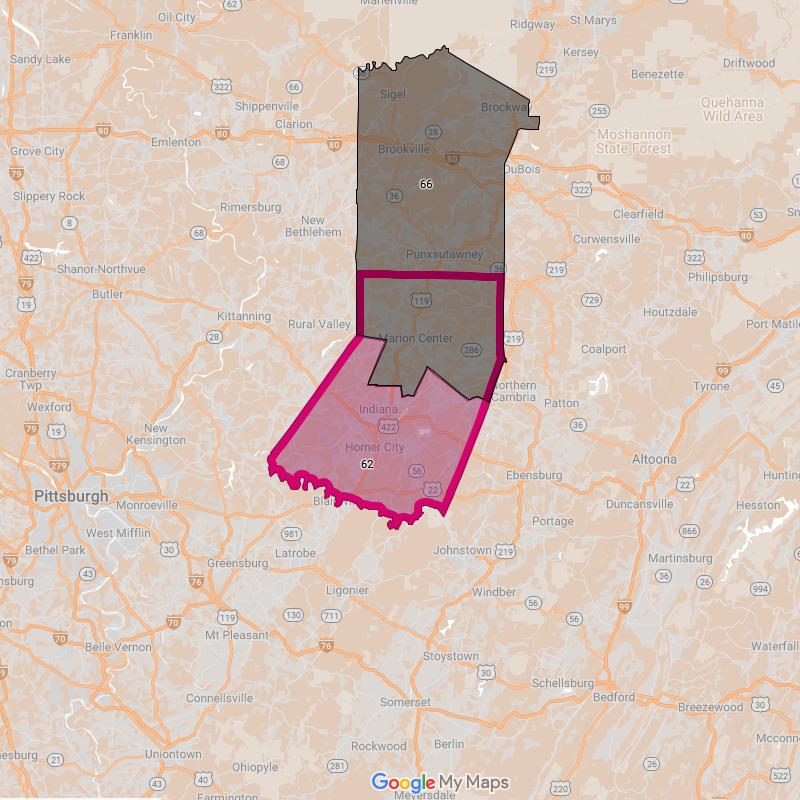 Marienville
Oil City
62
St Marys
Franklin
Ridgway
Kersey
Sandy Lake
Driftwood
219
Benezette
322
66
Sigel
Shippenville
Quehanna
Wild Area
Brockway
255
Clarion
28
Moshannon
State Forest
80
Emlenton
Brookville
Grove City
80
68
DuBois
79
80
322
66
Slippery Rock
36
Rimersburg
Clearfield
53
8
New
Bethlehem
68
Curwensville
422
Punxsutawney
Shanor-Northvue
36
219
Philipsburg
79
Butler
729
19
119
Kittanning
Houtzdale
Rural Valley
Port Matilda
28
Marion Center
219
286
Coalport
Cranberry
Twp
99
Tyrone
45
Northern
Cambria
Wexford
Patton
Indiana
79
19
New
Kensington
422
36
Homer City
Altoona
279
62
56
Ebensburg
22
Pittsburgh
Monroeville
Duncansville
Hesston
Portage
West Mifflin
981
866
Bethel Park
30
Johnstown
219
Latrobe
Martinsburg
Greensburg
43
36
26
76
Ligonier
994
Windber
56
99
119
130
711
56
70
70
Mt Pleasant
Belle Vernon
76
Stoystown
30
Schellsburg
Connellsville
Bedford
Somerset
Breezewood
30
Rockwood
Berlin
21
Uniontown
26
Ohiopyle
43
40
522
220
Farmington
Meyersdale
Google My Maps